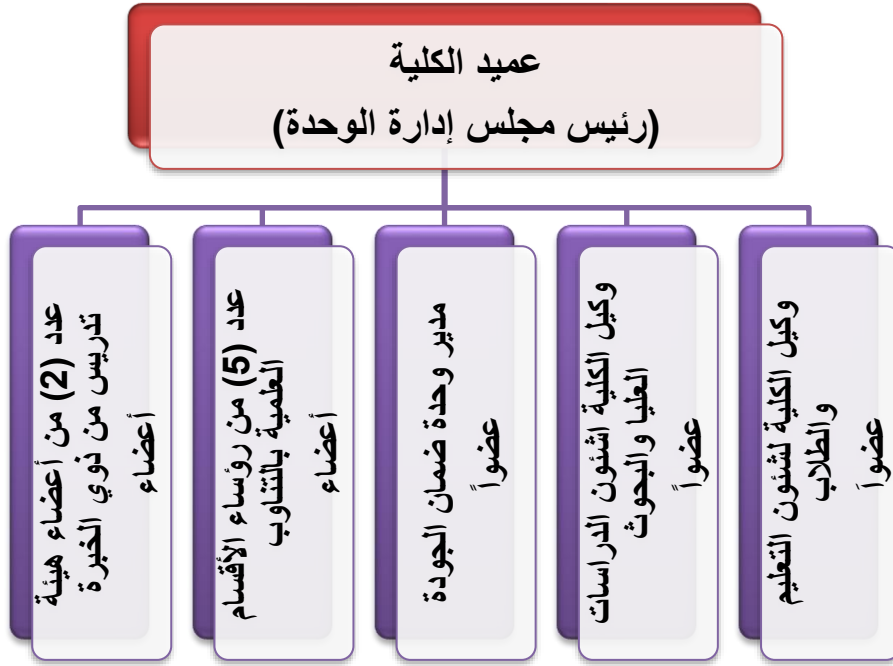 عميد الكلية
(رئيس مجلس إدارة الوحدة)
وكيل الكلية لشئون التعليم
والطلاب
عضواَ
وكيل الكلية اشئون الدراسات
العليا والبحوث
عضواً
مدير وحدة ضمان الجودة
عضواً
عدد (5) من رؤساء الأقسام
العلمية بالتناوب
أعضاء
عدد (2) من أعضاء هيئة
تدريس من ذوي الخبرة
أعضاء